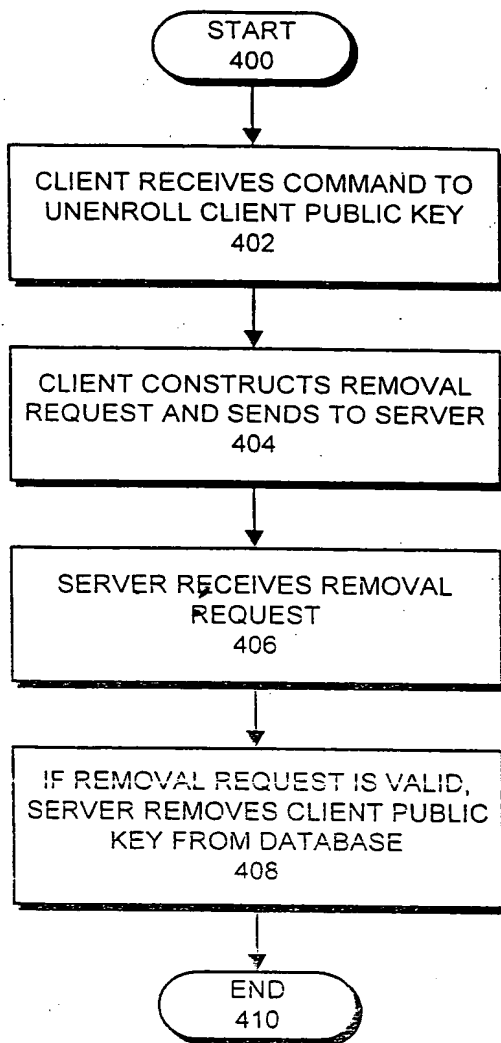 START
400
CLIENT RECEIVES COMMAND TO
UNENROLL CLIENT PUBLIC KEY
402
CLIENT CONSTRUCTS REMOVAL
REQUEST AND SENDS TO SERVER
404
SERVER RECEIVES REMOVAL
REQUEST
406
IF REMOVAL REQUEST IS VALID,
SERVER REMOVES CLIENT PUBLIC
KEY FROM DATABASE
408
END
410